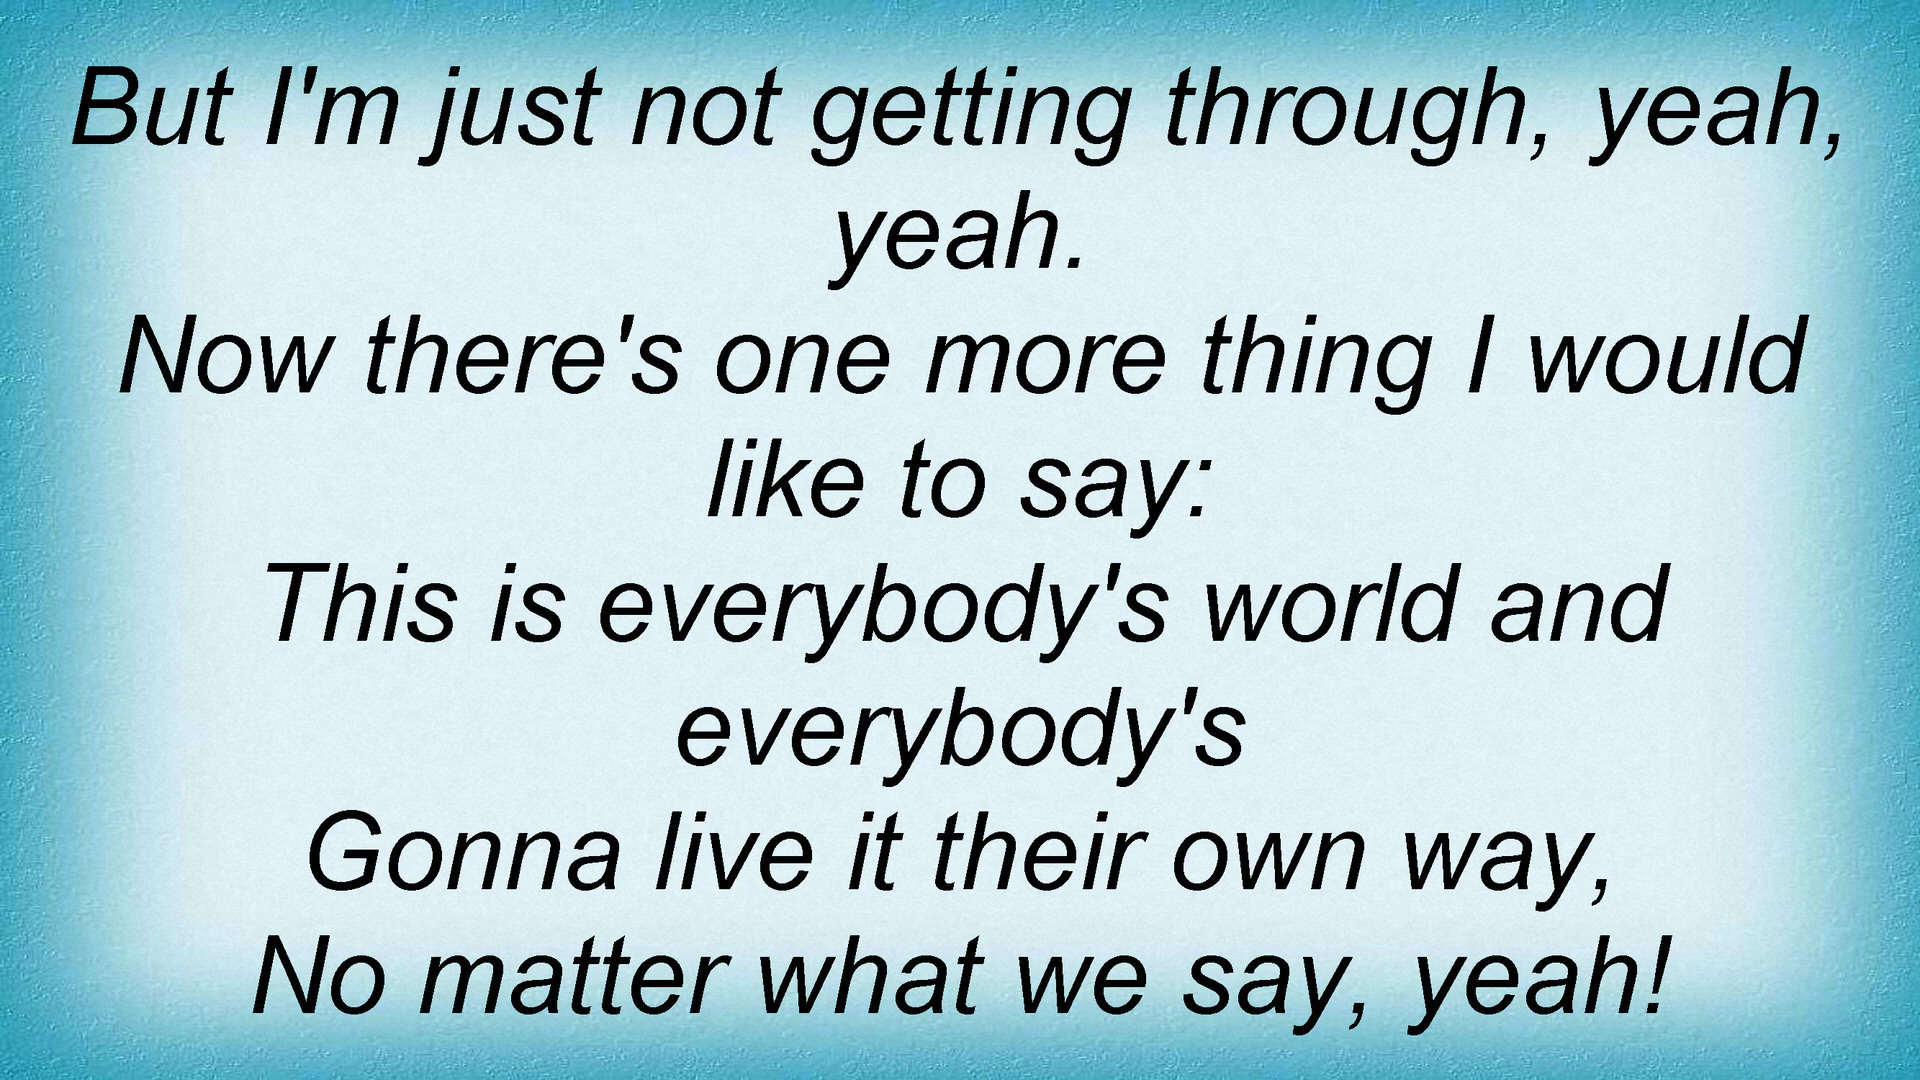 But I'm just not getting through, yeah,
yeah.
Now there's one more thing I would
like to say:
This is everybody's world and
everybody's
Gonna live it their own way,
No matter what we say, yeah!